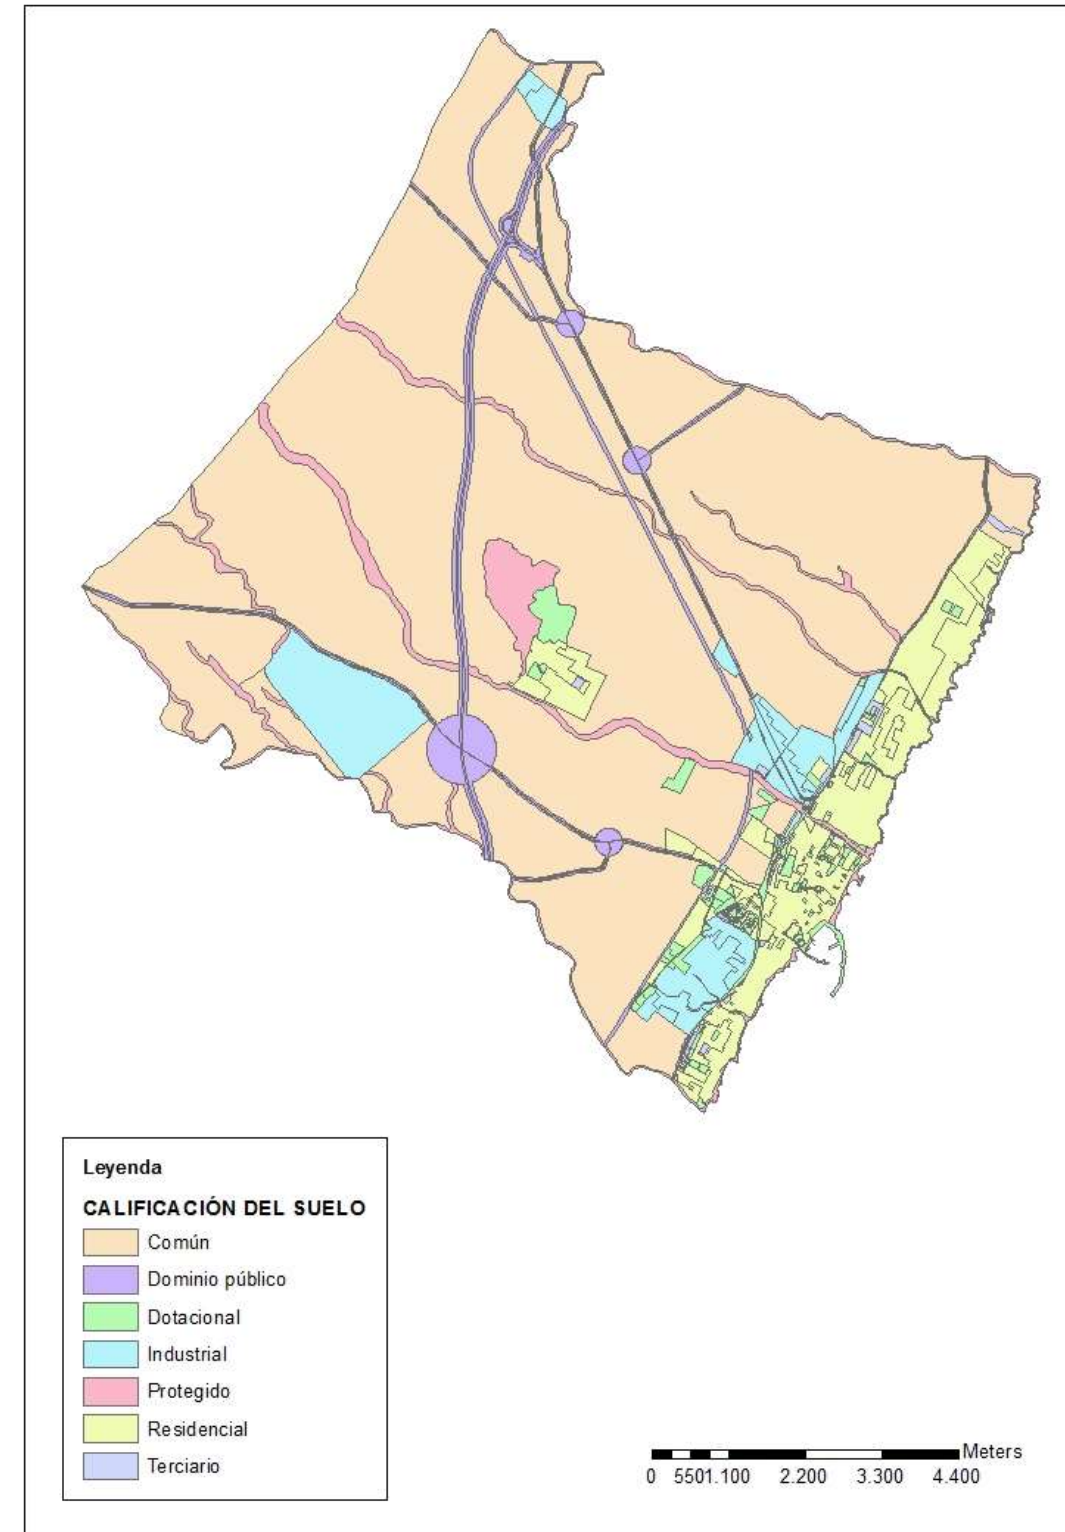 Leyenda
CALIFICACIÓN DEL SUELO
Común
Dominio público
Dotacional
Industrial
Protegido
Residencial
Terciario
Meters
0 5501.100 2.200 3.300 4.400